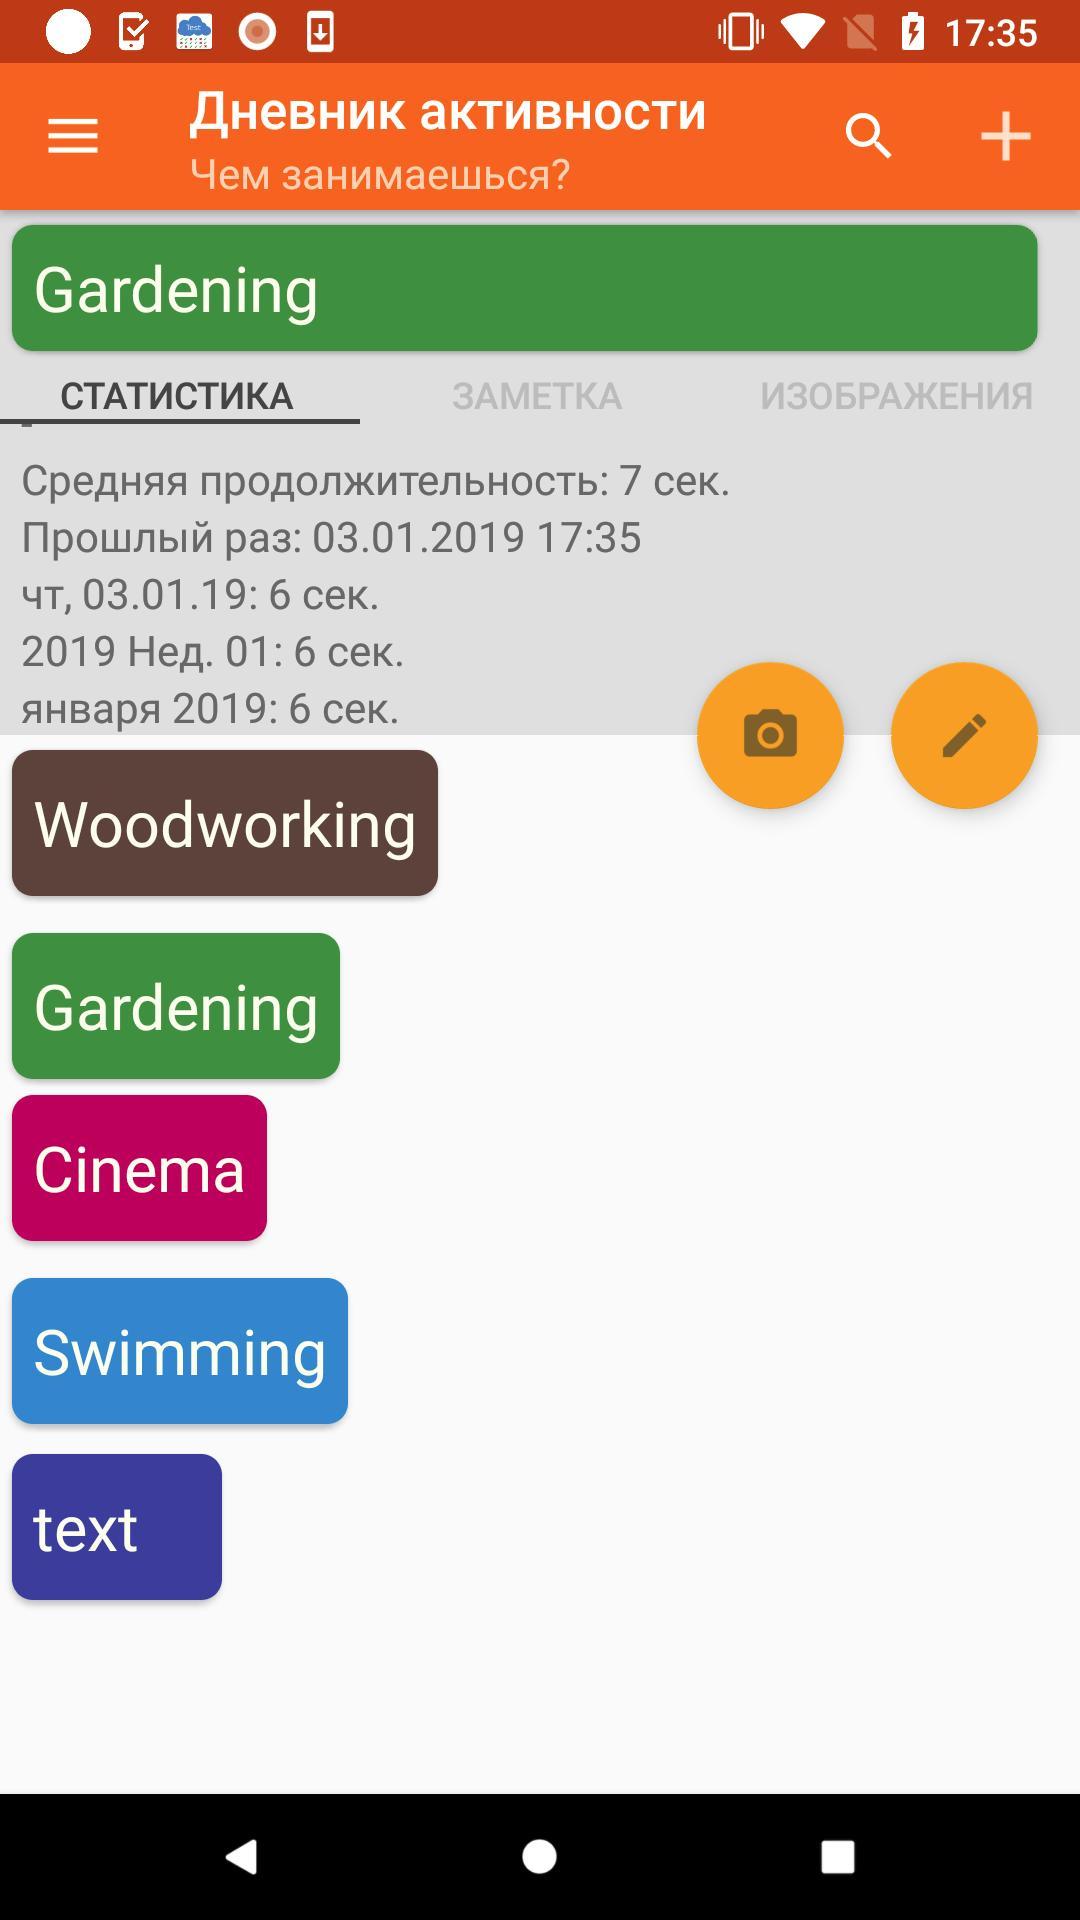 17:35
Дневник активности
Чем занимаешься?
Gardening
СТАТИСТИКА ЗАМЕТКА ИЗОБРАЖЕНИЯ
Средняя продолжительность: 7 сек.
Прошлый раз: 03.01.2019 17:35
чт, 03.01.19: 6 сек.
2019 Нед. 01: 6 сек.
января 2019: 6 сек.
Woodworking
Gardening
Cinema
Swimming
text